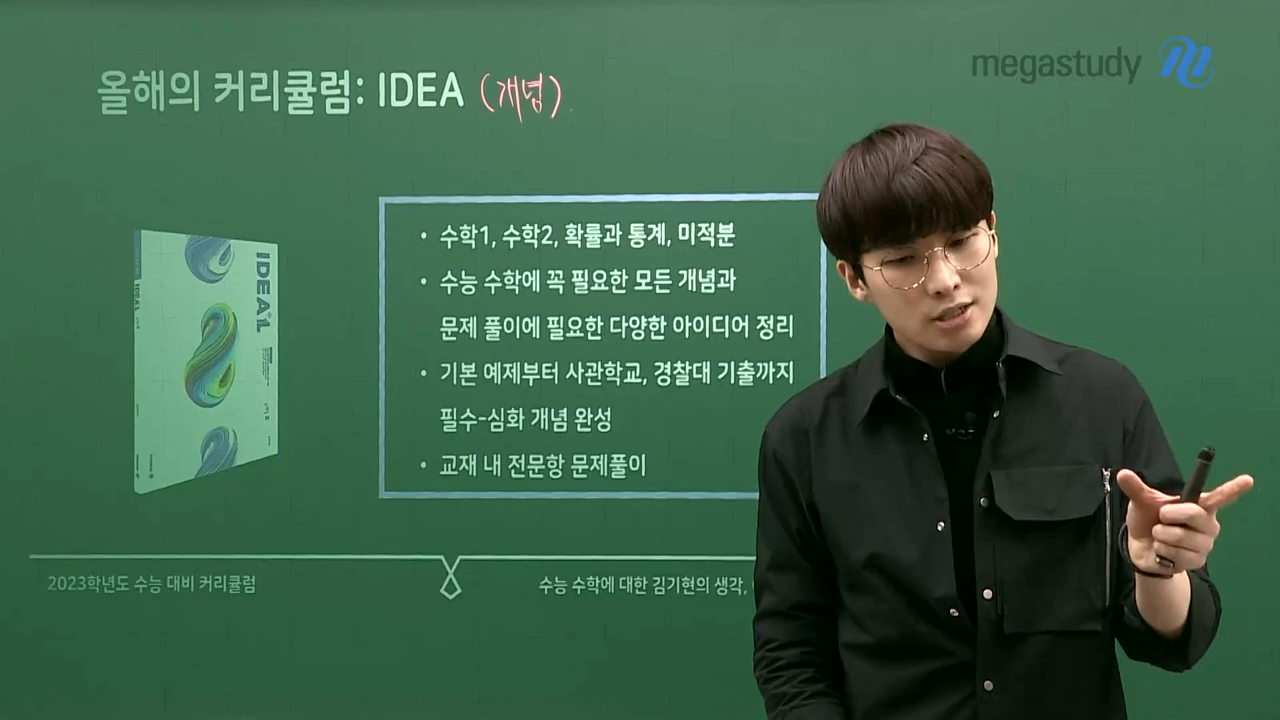 megastudy
올해의 커리큘럼: IDEA (개념)
IDEA
• 수학1, 수학2, 확률과 통계, 미적분
• 수능 수학에 꼭 필요한 모든 개념과
문제 풀이에 필요한 다양한 아이디어 정리
• 기본 예제부터 사관학교, 경찰대 기출까지
필수-심화 개념 완성
• 교재 내 전문항 문제풀이
2023학년도 수능 대비 커리큘럼
수능 수학에 대한 김기현의 생각,